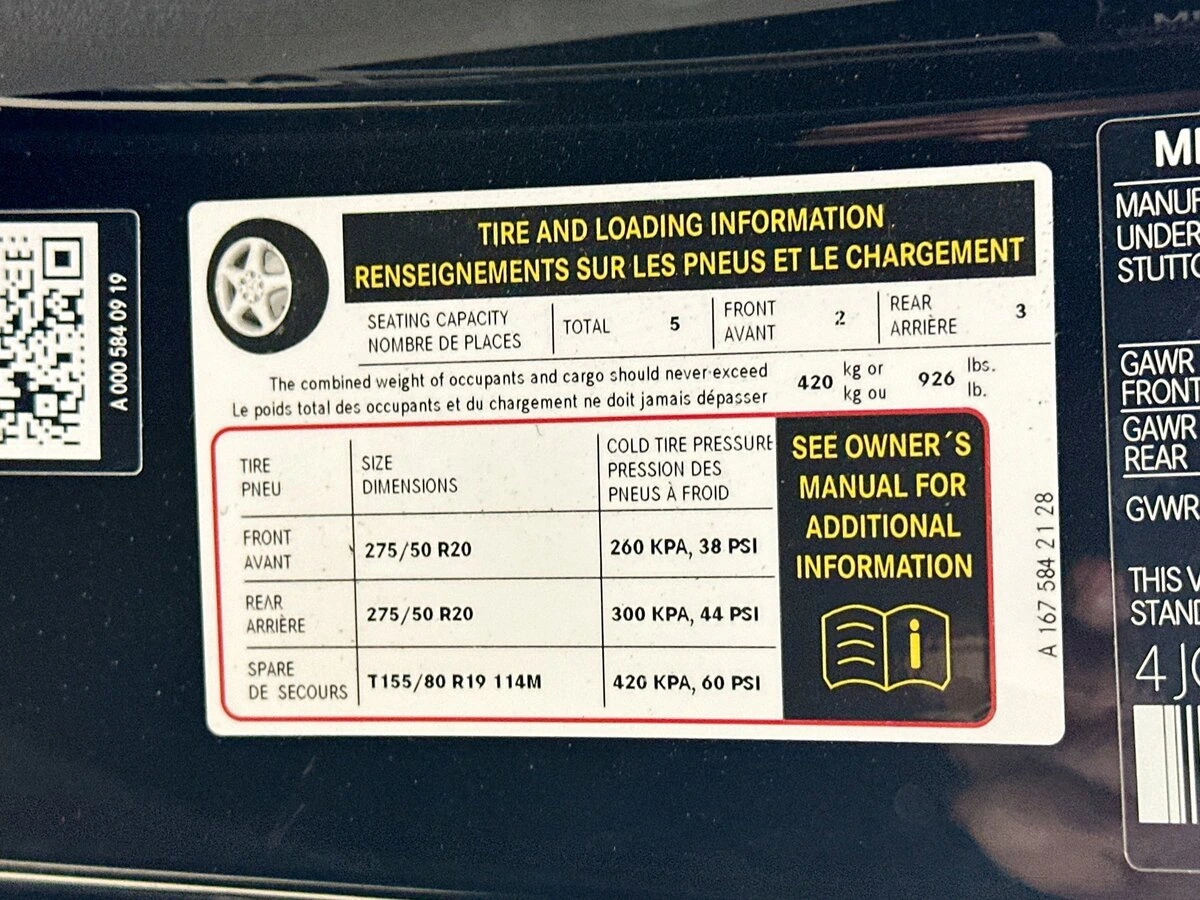 A 000 584 09 19
TIRE AND LOADING INFORMATION
RENSEIGNEMENTS SUR LES PNEUS ET LE CHARGEMENT
SEATING CAPACITY
NOMBRE DE PLACES
TOTAL 5
FRONT
AVANT
2
REAR
ARRIÈRE
3
The combined weight of occupants and cargo should never exceed
Le poids total des occupants et du chargement ne doit jamais dépasser
420 kg or
kg ou
926 lbs.
lb.
TIRE
PNEU
SIZE
DIMENSIONS
COLD TIRE PRESSURE
PRESSION DES
PNEUS À FROID
FRONT
AVANT
275/50 R20
260 KPA, 38 PSI
REAR
ARRIÈRE
275/50 R20
300 KPA, 44 PSI
SPARE
DE SECOURS
T155/80 R19 114M
420 KPA, 60 PSI
SEE OWNER´S
MANUAL FOR
ADDITIONAL
INFORMATION
A 167 584 21 28
MANUF
UNDER
STUTTG
GAWR
FRONT
GAWR
REAR
GVWR
THIS V
STAND
4J